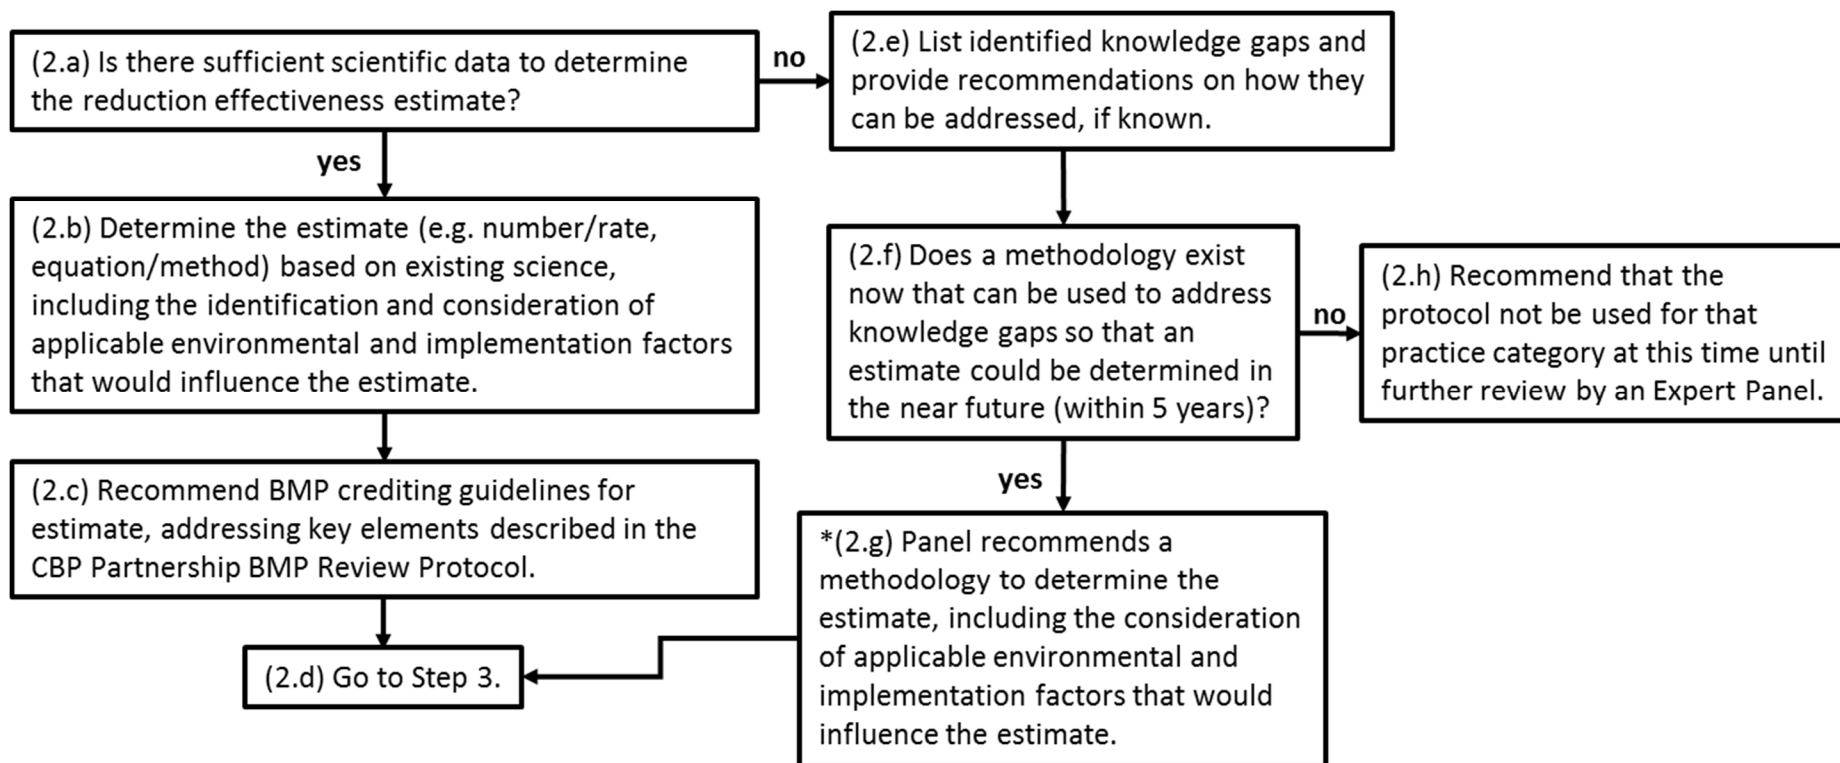 (2.a) Is there sufficient scientific data to determine
the reduction effectiveness estimate?
no
(2.e) List identified knowledge gaps and
provide recommendations on how they
can be addressed, if known.
yes
(2.b) Determine the estimate (e.g. number/rate,
equation/method) based on existing science,
including the identification and consideration of
applicable environmental and implementation factors
that would influence the estimate.
(2.f) Does a methodology exist
now that can be used to address
knowledge gaps so that an
estimate could be determined in
the near future (within 5 years)?
no
(2.h) Recommend that the
protocol not be used for that
practice category at this time until
further review by an Expert Panel.
(2.c) Recommend BMP crediting guidelines for
estimate, addressing key elements described in the
CBP Partnership BMP Review Protocol.
yes
*(2.g) Panel recommends a
methodology to determine the
estimate, including the consideration
of applicable environmental and
implementation factors that would
influence the estimate.
(2.d) Go to Step 3.